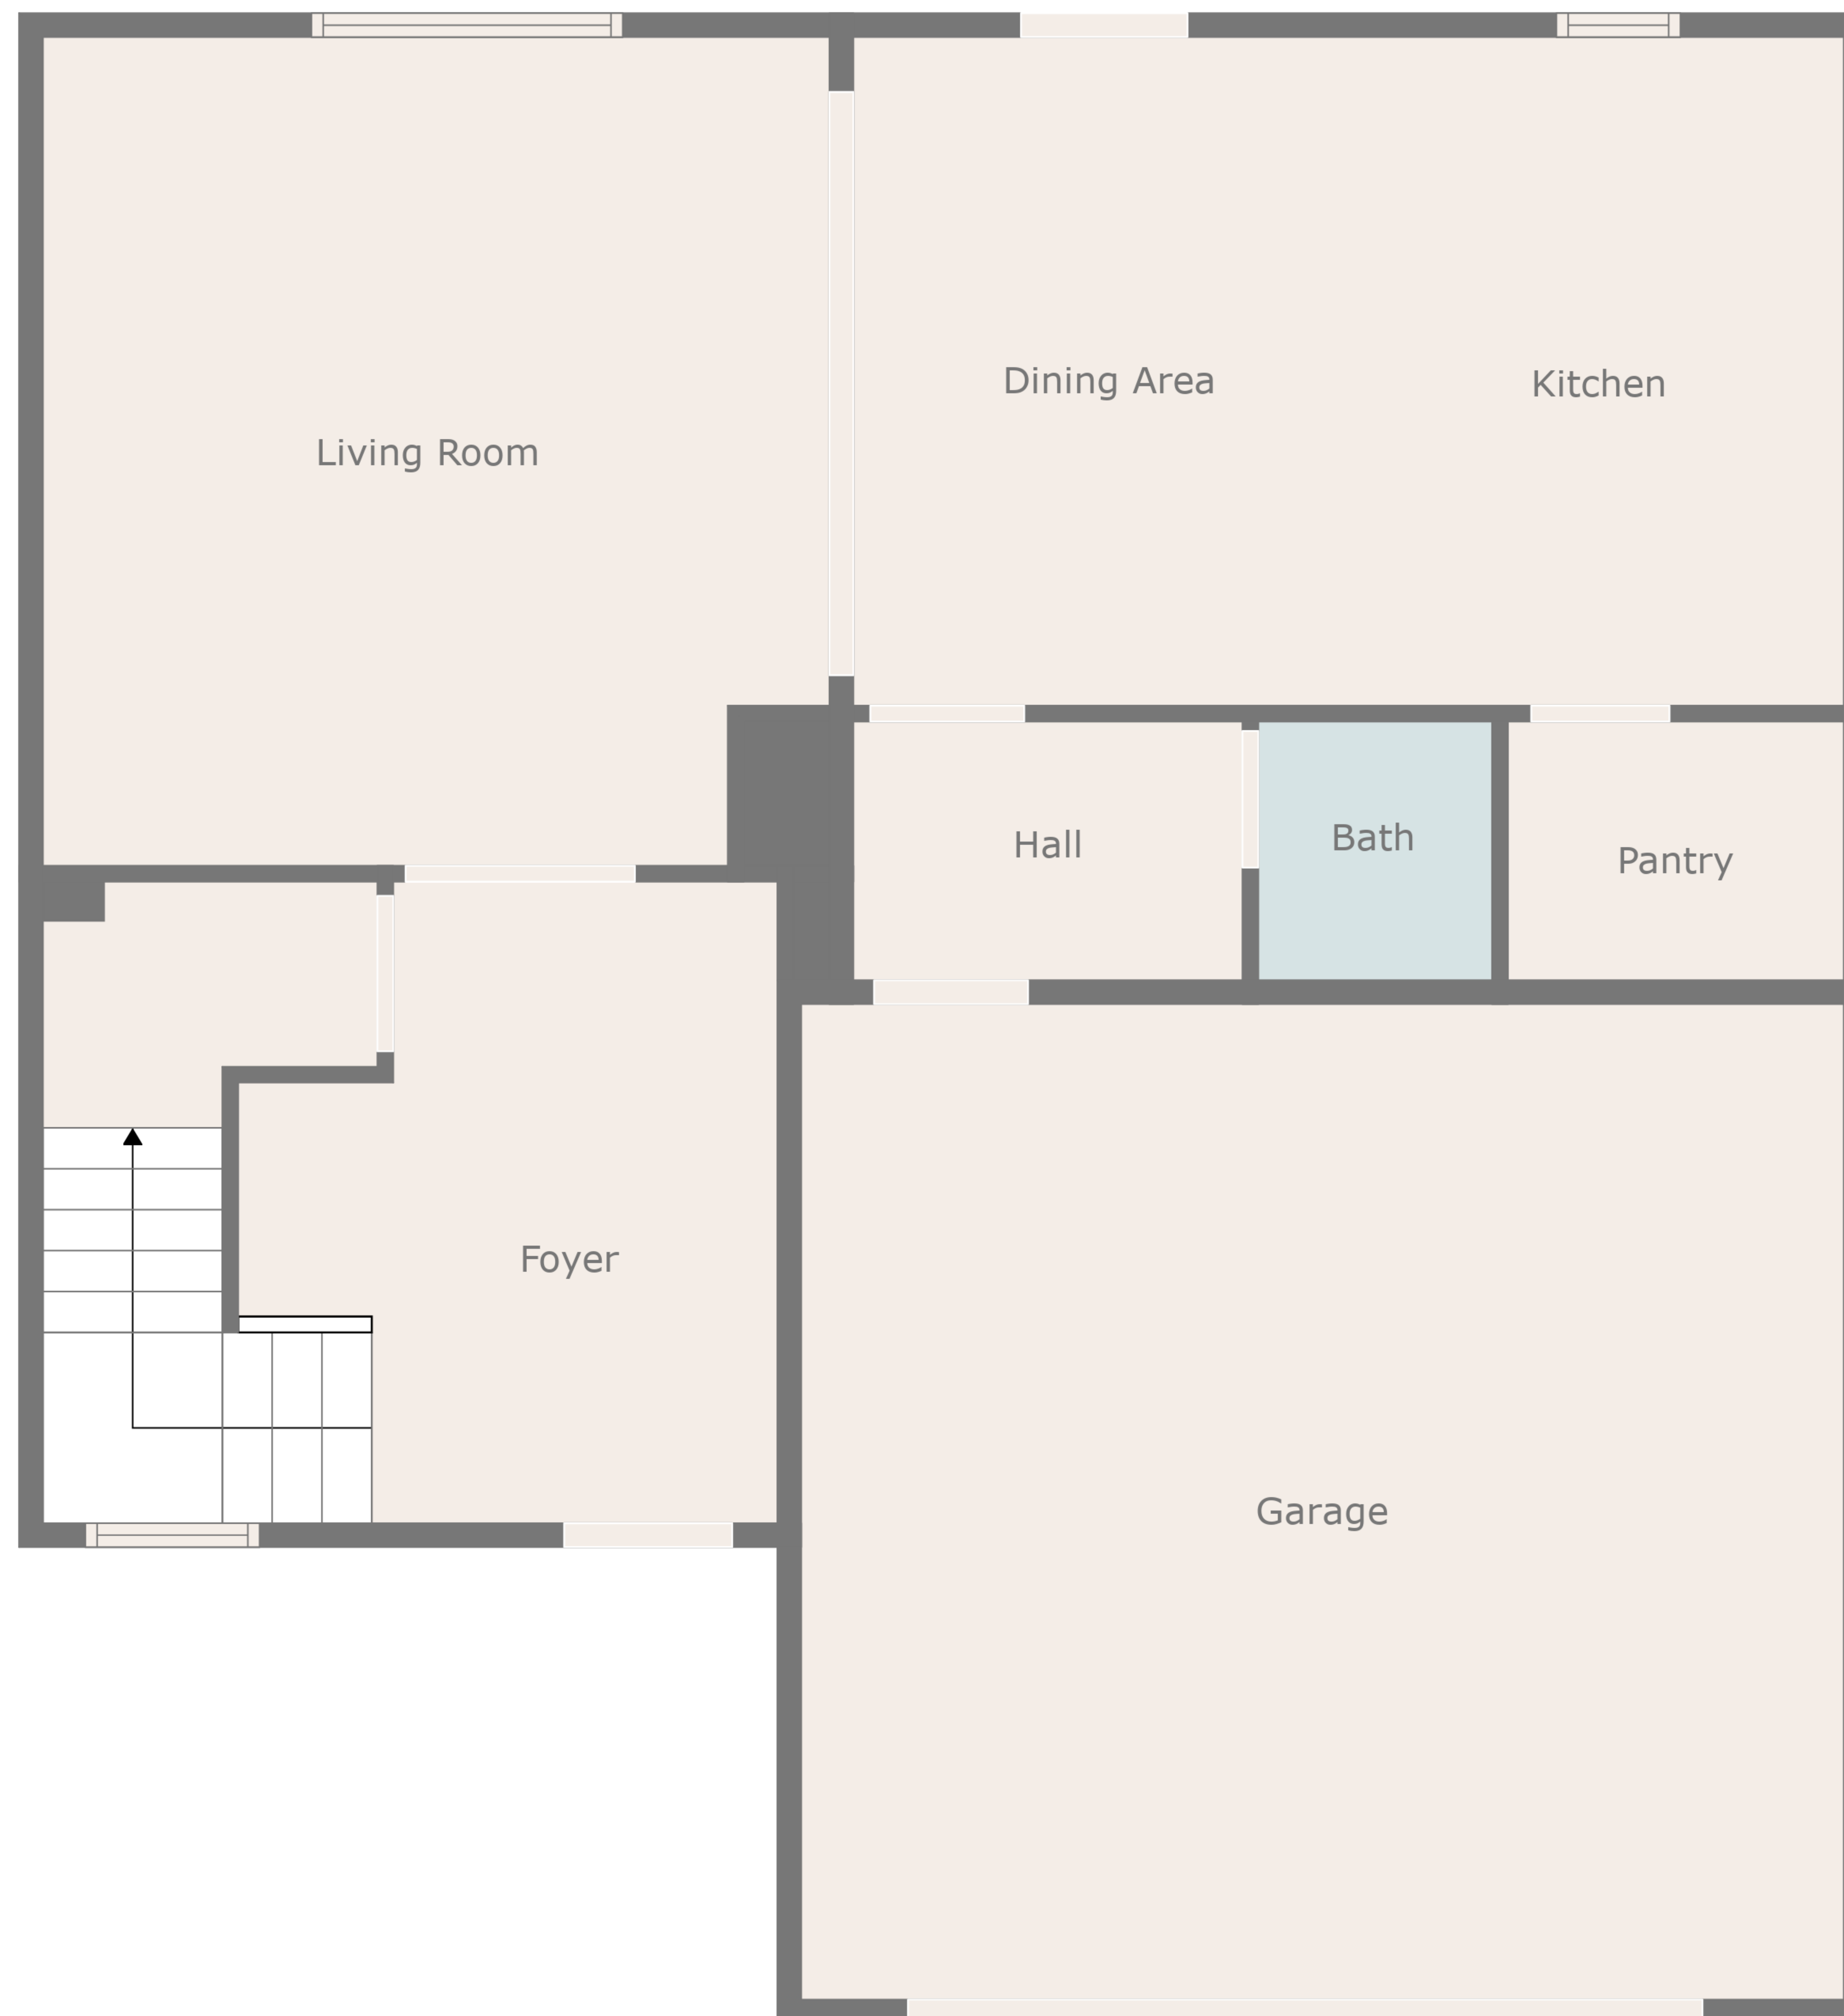 Dining Area
Kitchen
Living Room
Hall
Bath
Pantry
Foyer
Garage